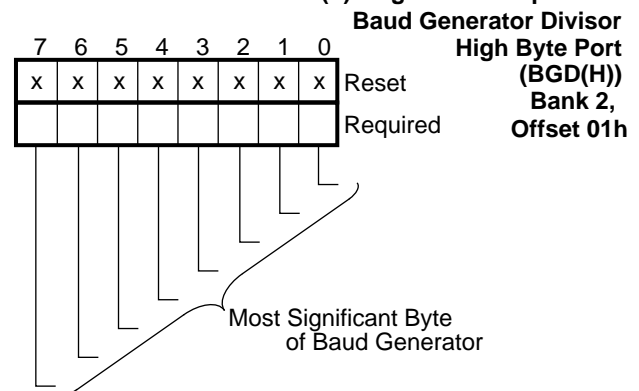 Baud Generator Divisor
High Byte Port
(BGD(H))
Bank 2,
Offset 01h
7 6 5 4 3 2 1 0
x x x x x x x x Reset
Required
Most Significant Byte
of Baud Generator